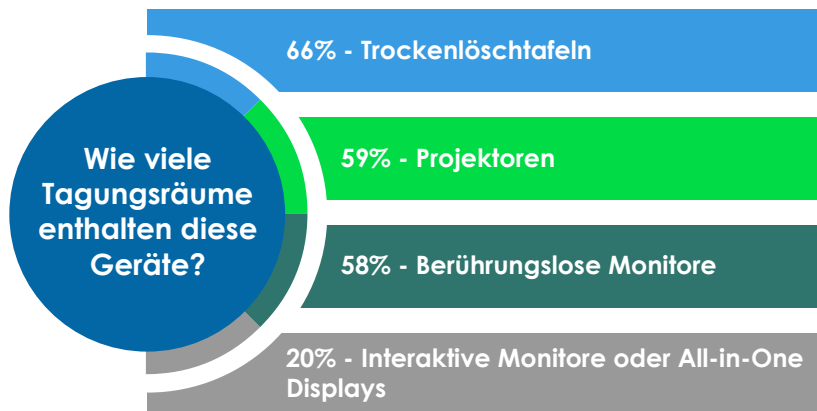 66% - Trockenlöschtafeln
Wie viele
Tagungsräume
enthalten diese
Geräte?
59% - Projektoren
58% - Berührungslose Monitore
20% - Interaktive Monitore oder All-in-One
Displays